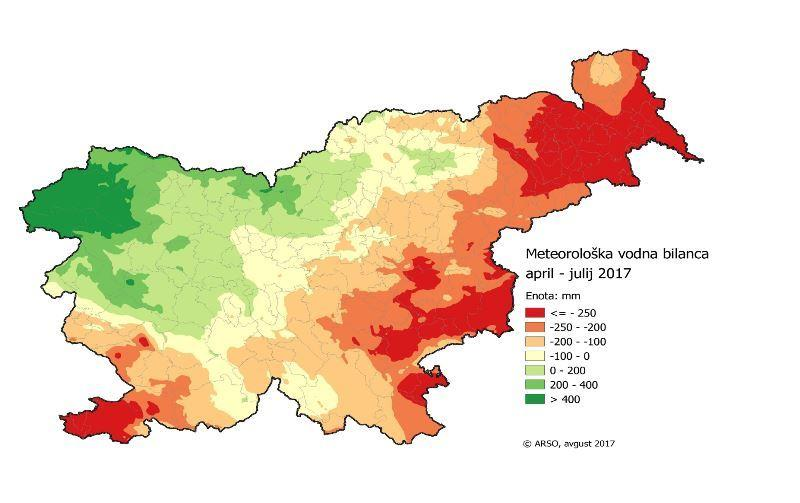 Meteorološka vodna bilanca
april - julij 2017
Enota: mm
<= - 250
-250 - -200
-200 - -100
-100 - 0
0 - 200
200 - 400
> 400
© ARSO, avgust 2017